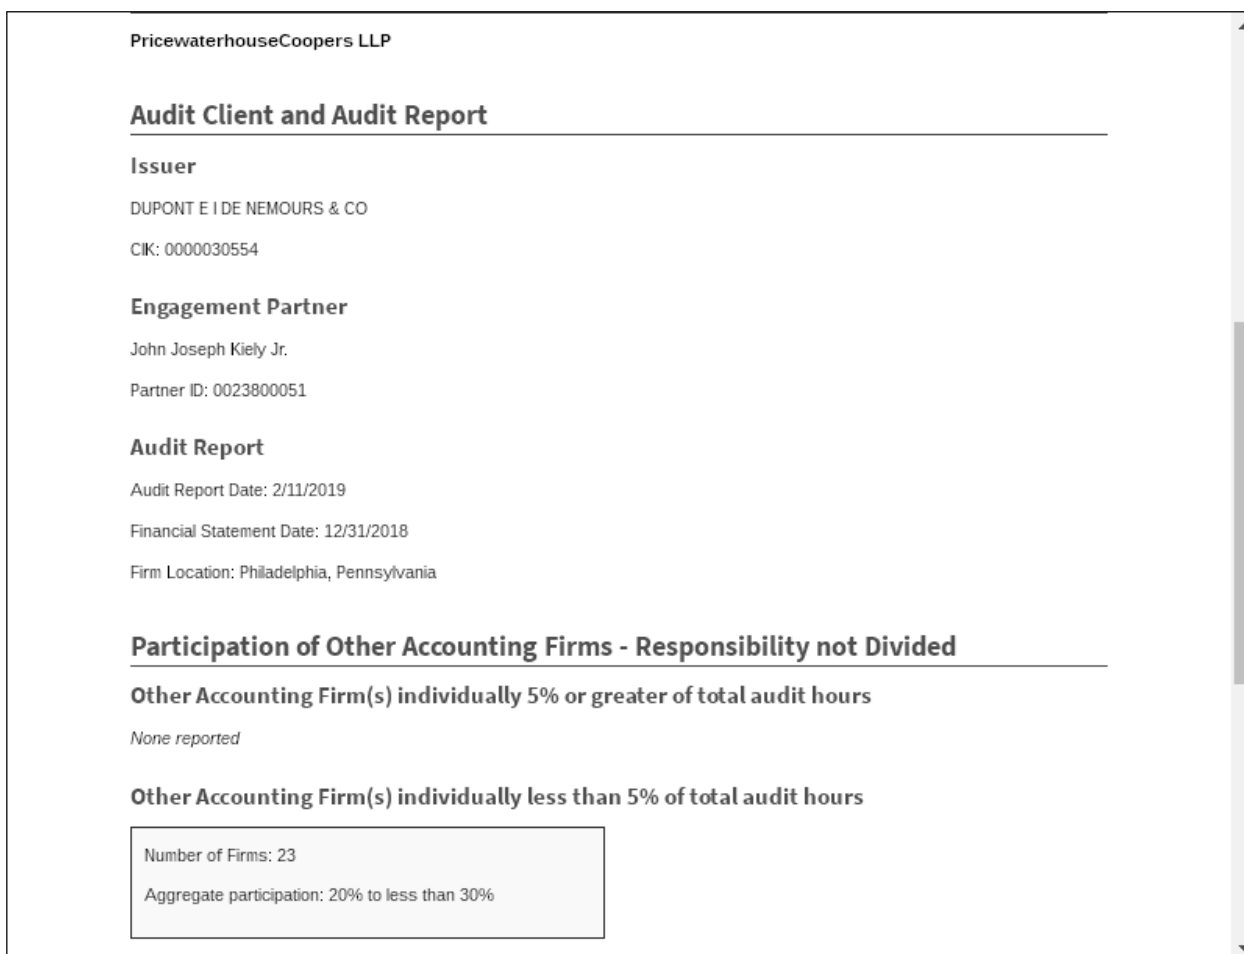 PricewaterhouseCoopers LLP
Audit Client and Audit Report
Issuer
DUPONT E I DE NEMOURS & CO
CIK: 0000030554
Engagement Partner
John Joseph Kiely Jr.
Partner ID: 0023800051
Audit Report
Audit Report Date: 2/11/2019
Financial Statement Date: 12/31/2018
Firm Location: Philadelphia, Pennsylvania
Participation of Other Accounting Firms - Responsibility not Divided
Other Accounting Firm(s) individually 5% or greater of total audit hours
None reported
Other Accounting Firm(s) individually less than 5% of total audit hours
Number of Firms: 23
Aggregate participation: 20% to less than 30%